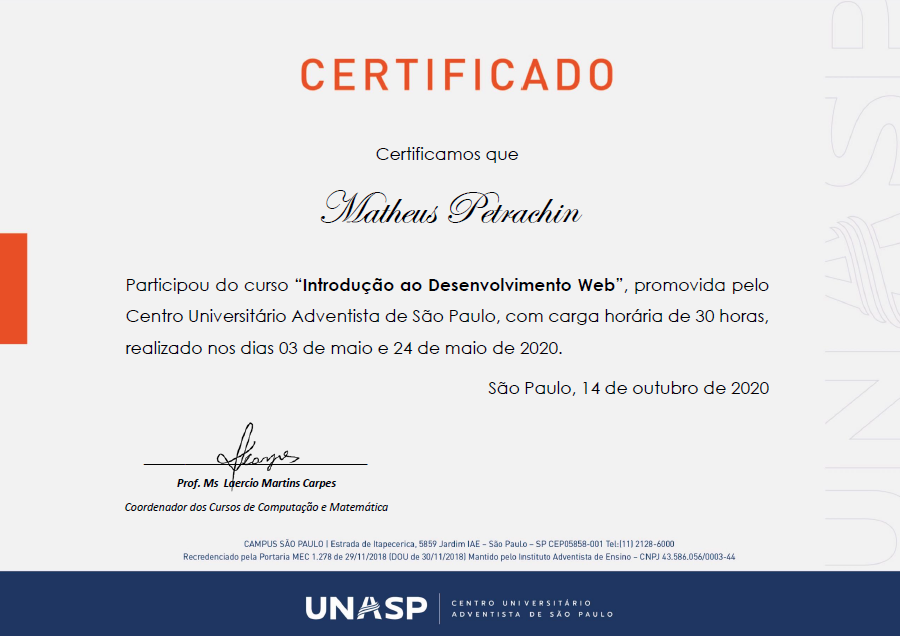 CERTIFICADO
Certificamos que
Matheus Petrachin
Participou do curso “Introdução ao Desenvolvimento Web”, promovida pelo
Centro Universitário Adventista de São Paulo, com carga horária de 30 horas,
realizado nos dias 03 de maio e 24 de maio de 2020.
São Paulo, 14 de outubro de 2020
Prof. Ms Laercio Martins Carpes
Coordenador dos Cursos de Computação e Matemática
CAMPUS SÃO PAULO | Estrada de Itapecerica, 5859 Jardim IAE – São Paulo – SP CEP05858-001 Tel:(11) 2128-6000
Recredenciado pela Portaria MEC 1.278 de 29/11/2018 (DOU de 30/11/2018) Mantido pelo Instituto Adventista de Ensino – CNPJ 43.586.056/0003-44
UNASP
CENTRO UNIVERSITÁRIO
ADVENTISTA DE SÃO PAULO
UNASP